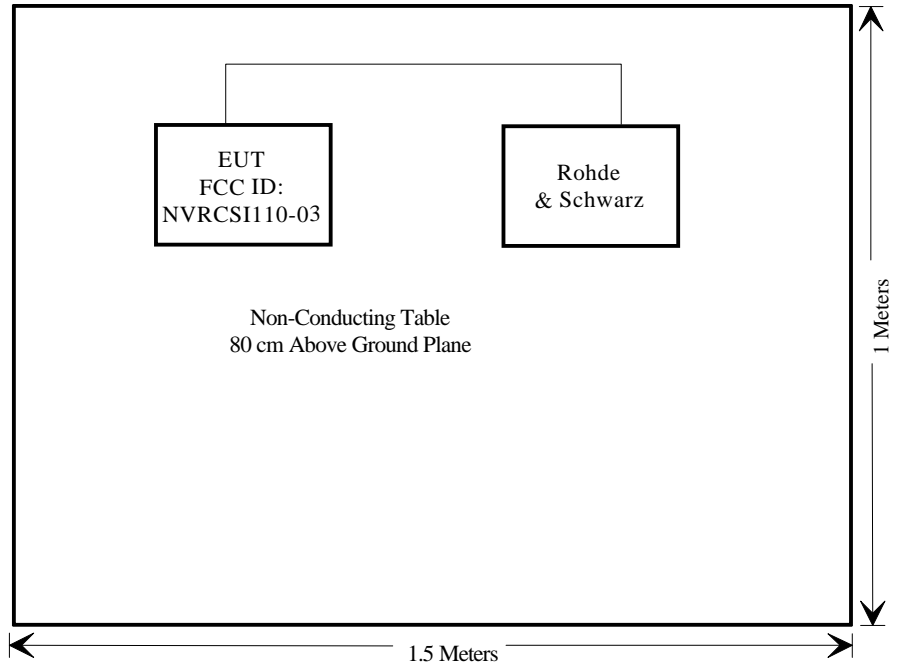 EUT
FCC ID:
NVRCSI110-03
Rohde
& Schwarz
Non-Conducting Table
80 cm Above Ground Plane
1 Meters
1.5 Meters